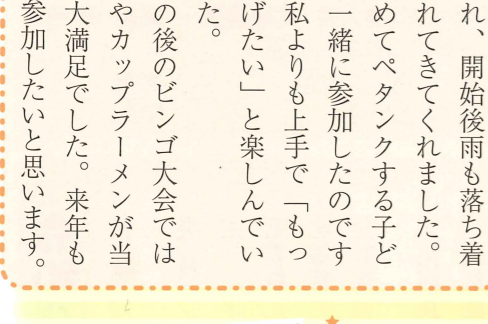 れ、開始後雨も落ち着
れてきてくれました。
めてペタンクする子ど
一緒に参加したのです
私よりも上手で「もっ
げたい」と楽しんでい
た。
の後のビンゴ大会では
やカップラーメンが当
大満足でした。来年も
参加したいと思います。